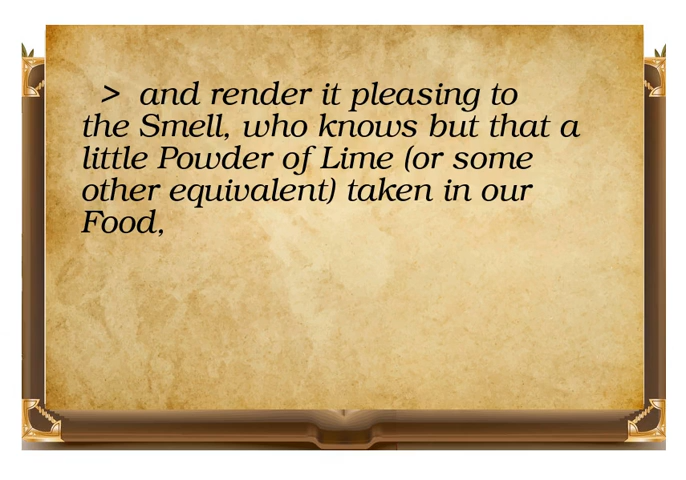 > and render it pleasing to
the Smell, who knows but that a
little Powder of Lime (or some
other equivalent) taken in our
Food,